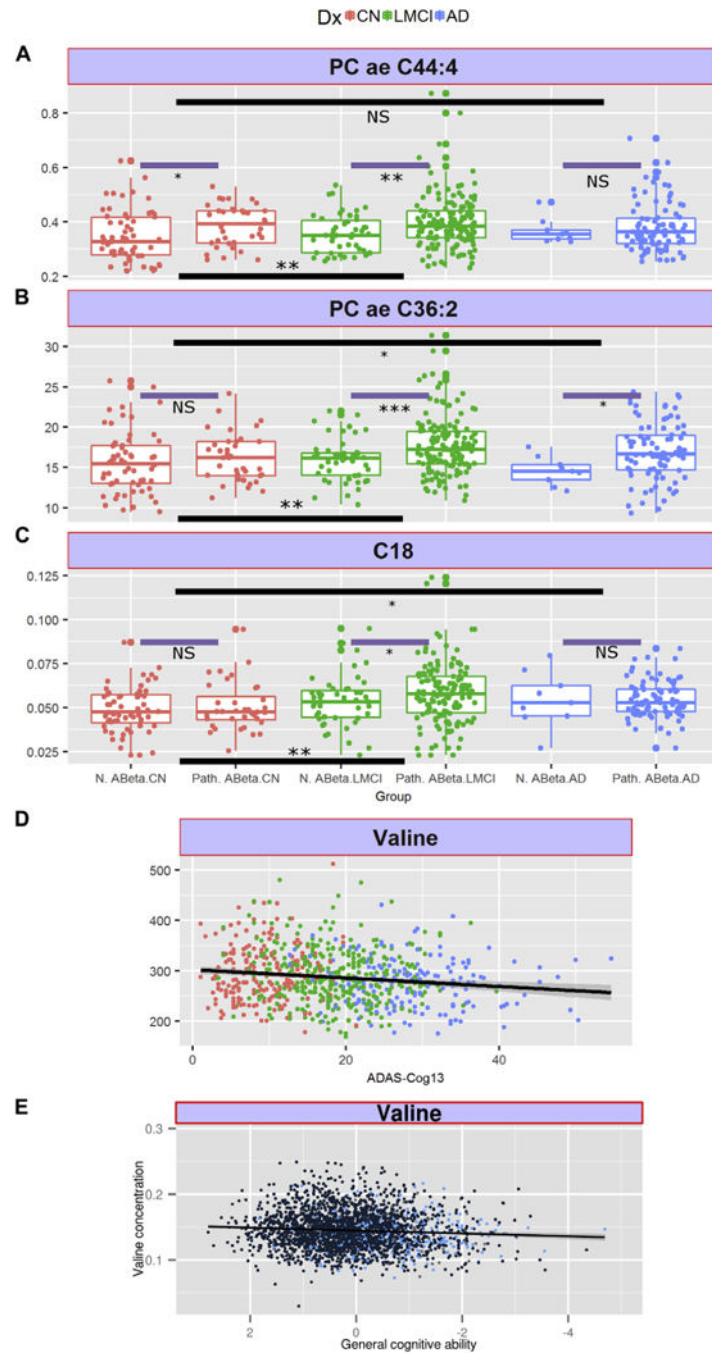 Dx CN LMCI AD
A
PC ae C44:4
0.8
NS
0.6
* ** NS
0.4
0.2
**
B
PC ae C36:2
30
*
25
NS *** *
20
15
10
**
C
C18
0.125
0.100
*
NS * NS
0.075
0.050
0.025
**
N. ABeta.CN Path. ABeta.CN N. ABeta.LMCI Path. ABeta.LMCI N. ABeta.AD Path. ABeta.AD
Group
D
Valine
500
400
300
200
0 20 40
ADAS-Cog13
E
Valine
0.3
0.2
0.1
Valine concentration
2 0 -2 -4
General cognitive ability